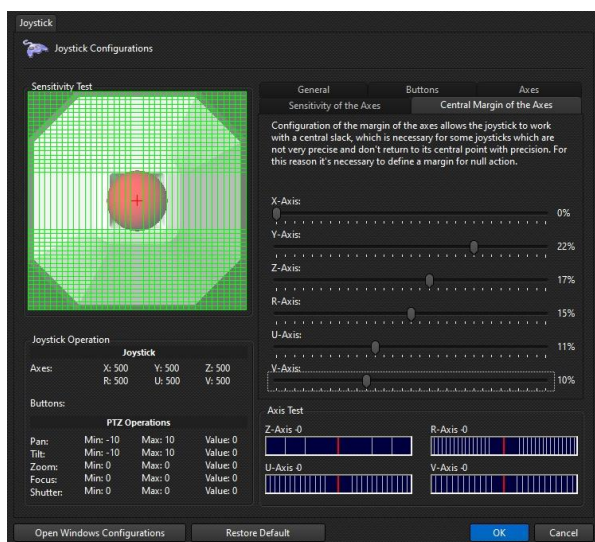 Joystick
Joystick Configurations
Sensitivity Test
General Buttons Axes
Sensitivity of the Axes Central Margin of the Axes
Configuration of the margin of the axes allows the joystick to work
with a central slack, which is necessary for some joysticks which are
not very precise and don't return to its central point with precision. For
this reason it's necessary to define a margin for null action.
X-Axis:
0%
Y-Axis:
22%
Z-Axis:
17%
R-Axis:
15%
U-Axis:
11%
V-Axis:
10%
Joystick Operation
Joystick
Axes: X: 500 Y: 500 Z: 500
R: 500 U: 500 V: 500
Buttons:
PTZ Operations
Pan: Min: -10 Max: 10 Value: 0
Tilt: Min: -10 Max: 10 Value: 0
Zoom: Min: 0 Max: 0 Value: 0
Focus: Min: 0 Max: 0 Value: 0
Shutter: Min: 0 Max: 0 Value: 0
Axis Test
Z-Axis -0 R-Axis -0
U-Axis -0 V-Axis -0
Open Windows Configurations Restore Default OK Cancel